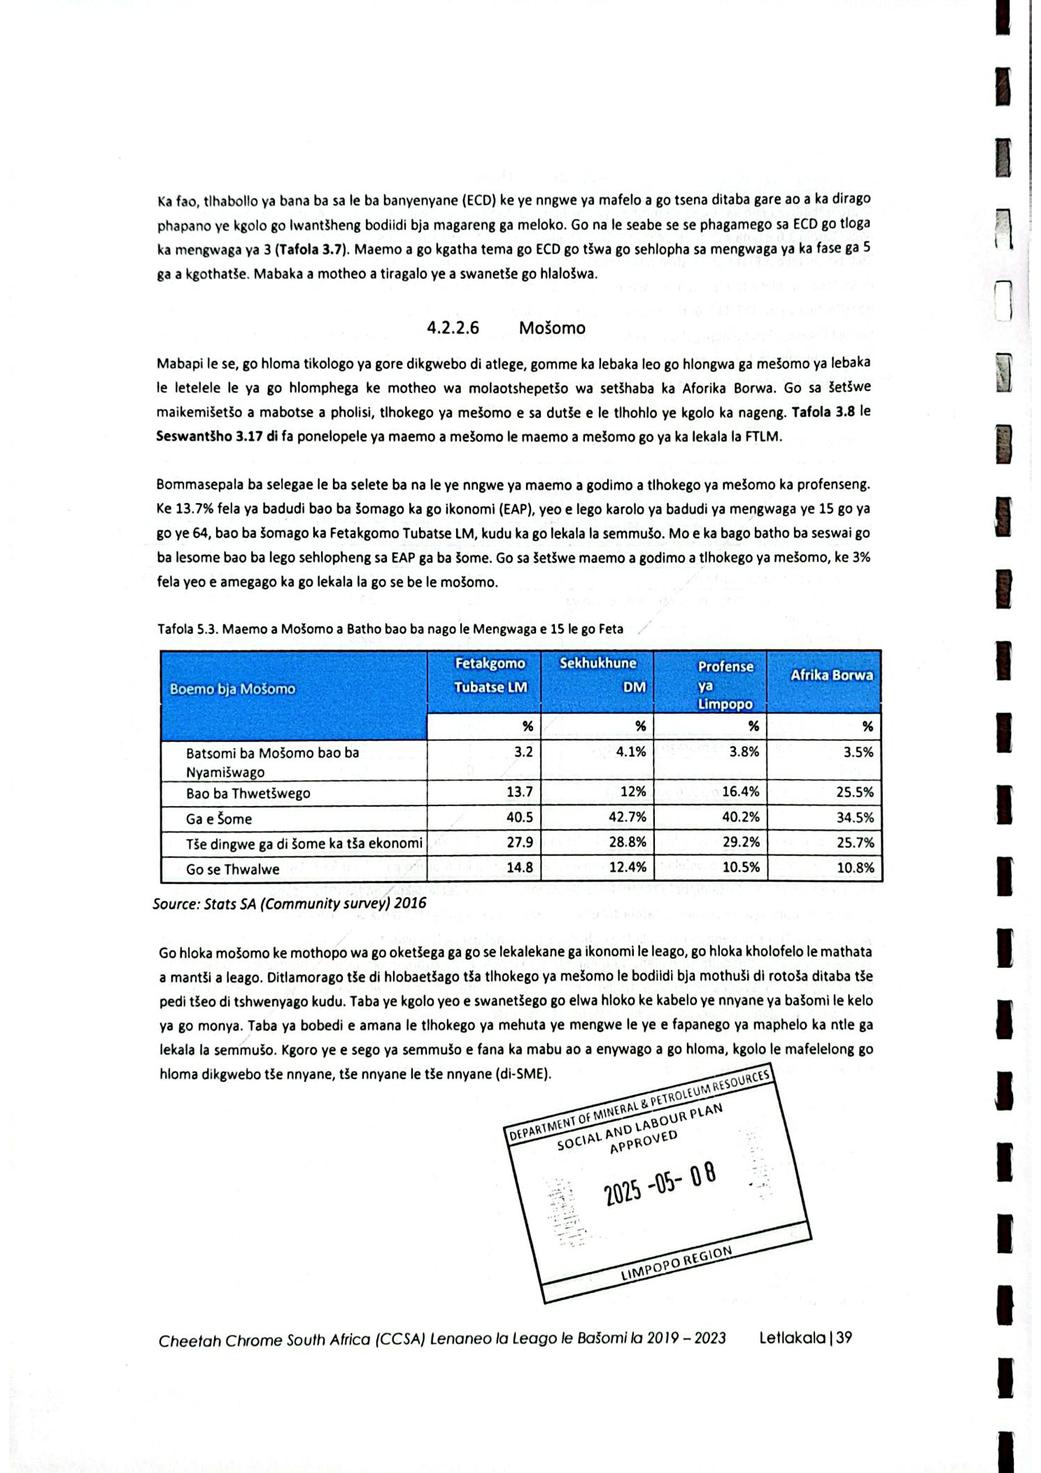 Ka fao, tlhabollo ya bana ba sa le ba banyenyane (ECD) ke ye nngwe ya mafelo a go tsena ditaba gare ao a ka dirago
phapano ye kgolo go lwantšheng bodiidi bja magareng ga meloko. Go na le seabe se se phagamego sa ECD go tloga
ka mengwaga ya 3 (Tafola 3.7). Maemo a go kgatha tema go ECD go tšwa go sehlopha sa mengwaga ya ka fase ga 5
ga a kgothatše. Mabaka a motheo a tiragalo ye a swanetše go hlalošwa.
4.2.2.6 Mošomo
Mabapi le se, go hloma tikologo ya gore dikgwebo di atlege, gomme ka lebaka leo go hlongwa ga mešomo ya lebaka
le letelele le ya go hlomphega ke motheo wa molaotshepetšo wa setšhaba ka Aforika Borwa. Go sa šetšwe
maikemišetšo a mabotse a pholisi, tlhokego ya mešomo e sa dutše e le tlhohlo ye kgolo ka nageng. Tafola 3.8 le
Seswantšho 3.17 di fa ponelopele ya maemo a mešomo le maemo a mešomo go ya ka lekala la FTLM.
Bommasepala ba selegae le ba selete ba na le ye nngwe ya maemo a godimo a tlhokego ya mešomo ka profenseng.
Ke 13.7% fela ya badudi bao ba šomago ka go ikonomi (EAP), yeo e lego karolo ya badudi ya mengwaga ye 15 go ya
go ye 64, bao ba šomago ka Fetakgomo Tubatse LM, kudu ka go lekala la semmušo. Mo e ka bago batho ba seswai go
ba lesome bao ba lego sehlopheng sa EAP ga ba šome. Go sa šetšwe maemo a godimo a tlhokego ya mešomo, ke 3%
fela yeo e amegago ka go lekala la go se be le mošomo.
Tafola 5.3. Maemo a Mošomo a Batho bao ba nago le Mengwaga e 15 le go Feta
Boemo bja Mošomo Fetakgomo Tubatse LM Sekhukhune DM Profense ya Limpopo Afrika Borwa
% % % %
Batsomi ba Mošomo bao ba 3.2 4.1% 3.8% 3.5%
Nyamišwago
Bao ba Thwetšwego 13.7 12% 16.4% 25.5%
Ga e Šome 40.5 42.7% 40.2% 34.5%
Tše dingwe ga di šome ka tša ekonomi 27.9 28.8% 29.2% 25.7%
Go se Thwalwe 14.8 12.4% 10.5% 10.8%
Source: Stats SA (Community survey) 2016
Go hloka mošomo ke mothopo wa go oketšega ga go se lekalekane ga ikonomi le leago, go hloka kholofelo le mathata
a mantši a leago. Ditlamorago tše di hlobaetšago tša tlhokego ya mešomo le bodiidi bja mothuši di rotoša ditaba tše
pedi tšeo di tshwenyago kudu. Taba ye kgolo yeo e swanetšego go elwa hloko ke kabelo ye nnyane ya bašomi le kelo
ya go monya. Taba ya bobedi e amana le tlhokego ya mehuta ye mengwe le ye e fapanego ya maphelo ka ntle ga
lekala la semmušo. Kgoro ye e sego ya semmušo e fana ka mabu ao a enywago a go hloma, kgolo le mafelelong go
hloma dikgwebo tše nnyane, tše nnyane le tše nnyane (di-SME).
DEPARTMENT OF MINERAL & PETROLEUM RESOURCES
SOCIAL AND LABOUR PLAN
APPROVED
2025 -05- 08
LIMPOPO REGION
Cheetah Chrome South Africa (CCSA) Lenaneo la Leago le Bašomi la 2019 – 2023 Letlakala | 39